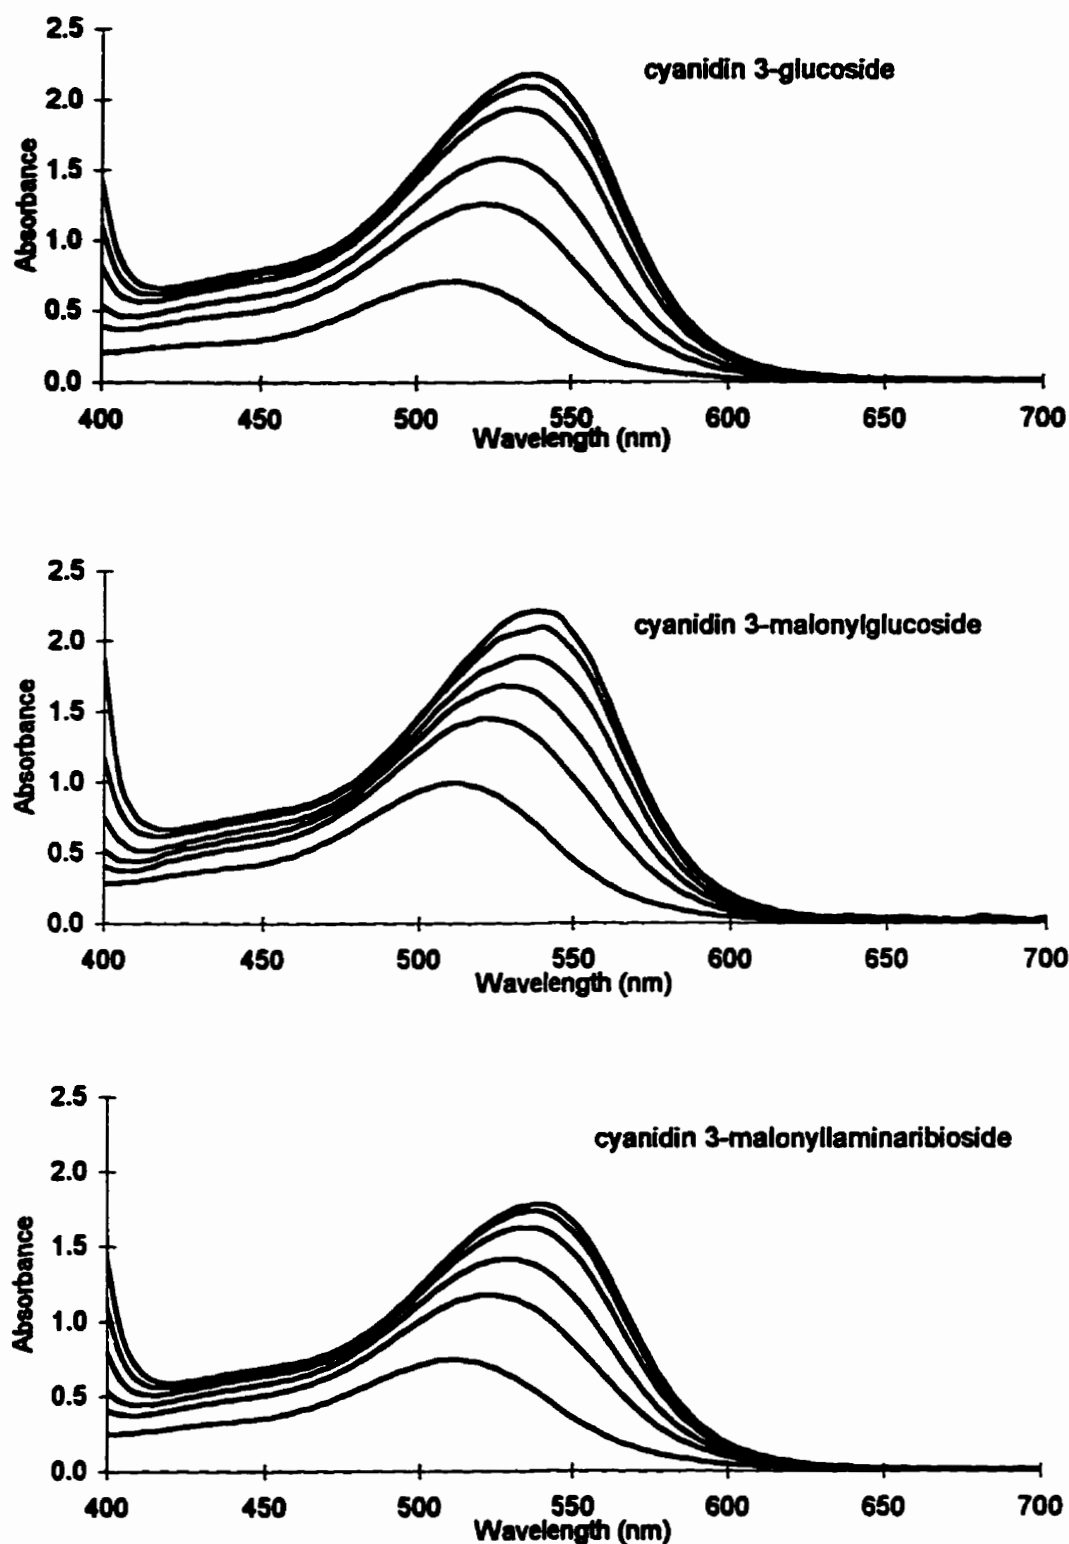 2.5
cyanidin 3-glucoside
2.0
1.5
1.0
0.5
0.0
Absorbance
400 450 500 550 600 650 700
Wavelength (nm)
2.5
cyanidin 3-malonylglucoside
2.0
1.5
1.0
0.5
0.0
Absorbance
400 450 500 550 600 650 700
Wavelength (nm)
2.5
cyanidin 3-malonyllaminaribioside
2.0
1.5
1.0
0.5
0.0
Absorbance
400 450 500 550 600 650 700
Wavelength (nm)